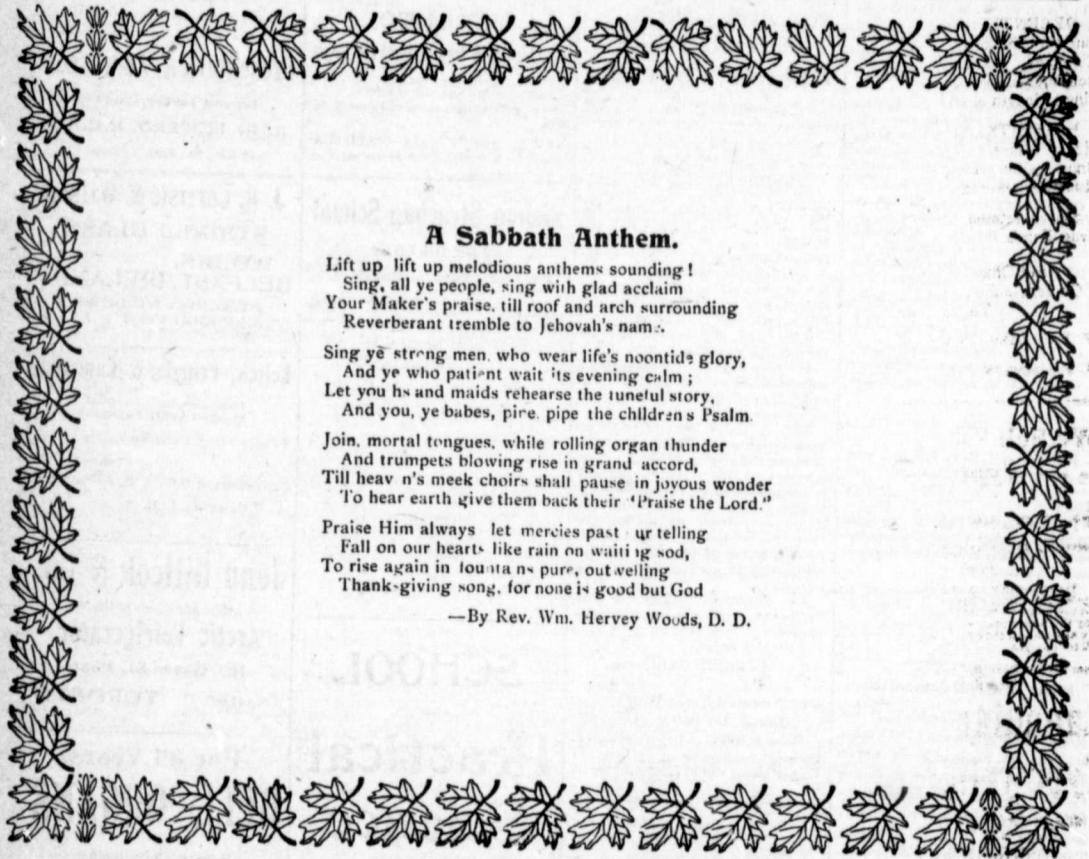 A Sabbath Anthem.
Lift up lift up melodious anthems sounding!
Sing, all ye people, sing with glad acclaim
Your Maker's praise, till roof and arch surrounding
Reverberant tremble to Jehovah's name.
Sing ye strong men, who wear life's noontide glory,
And ye who patient wait its evening calm;
Let youths and maids rehearse the tuneful story,
And you, ye babes, pipe, pipe the children's Psalm.
Join, mortal tongues, while rolling organ thunder
And trumpets blowing rise in grand accord,
Till heav n's meek choirs shall pause in joyous wonder
To hear earth give them back their "Praise the Lord."
Praise Him always let mercies past telling
Fall on our hearts like rain on waiting sod,
To rise again in fountains pure, outwelling
Thanksgiving song, for none is good but God
—By Rev. Wm. Hervey Woods, D. D.